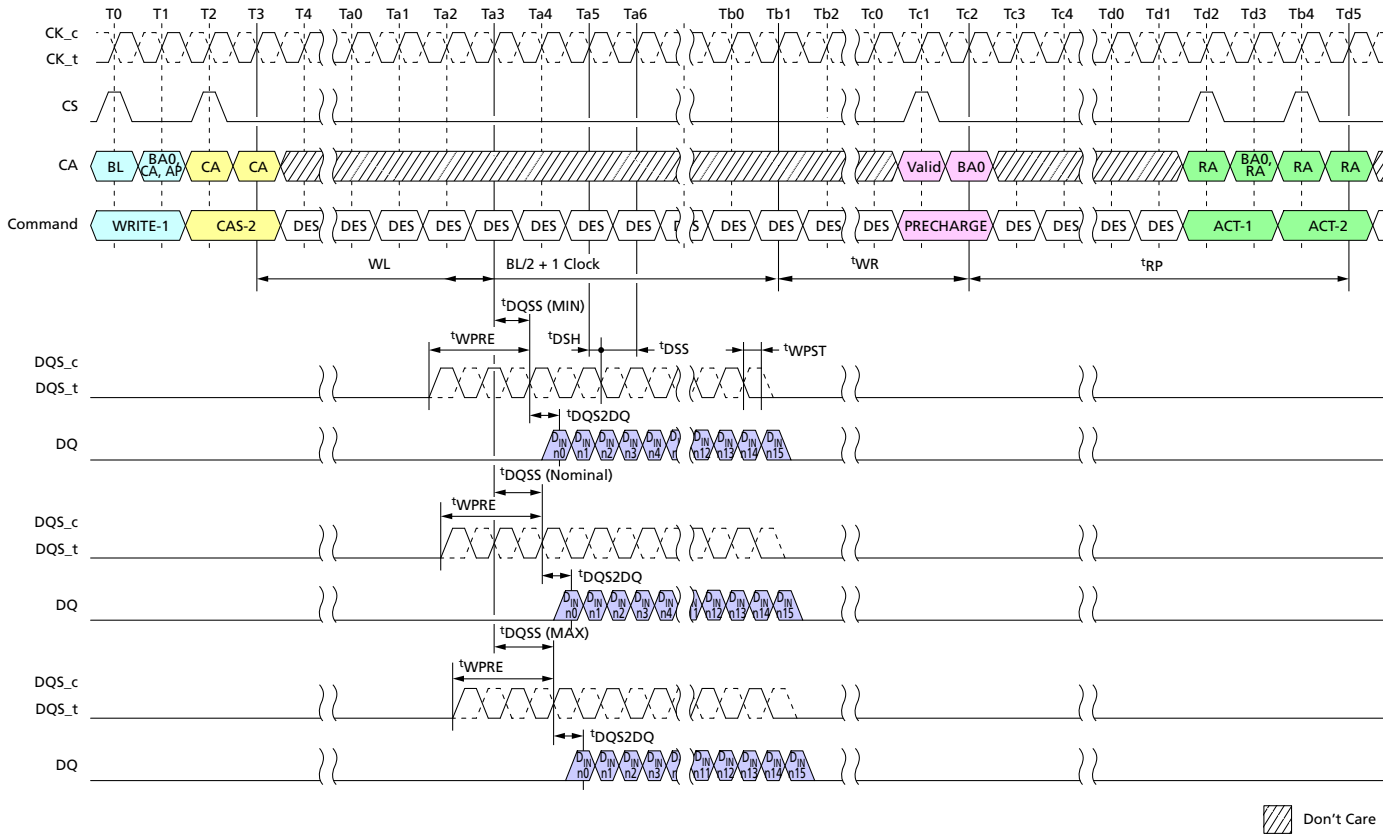 T0 T1 T2 T3 T4 Ta0 Ta1 Ta2 Ta3 Ta4 Ta5 Ta6 Tb0 Tb1 Tb2 Tc0 Tc1 Tc2 Tc3 Tc4 Td0 Td1 Td2 Td3 Tb4 Td5
CK_c
CK_t
CS
CA BL BA0, CA, AP CA CA Valid BA0 RA BA0, RA RA RA
Command WRITE-1 CAS-2 DES DES DES DES DES DES DES DES DES DES DES DES DES PRECHARGE DES DES DES DES ACT-1 ACT-2
WL BL/2 + 1 Clock tWR tRP
tDQSS (MIN)
tWPRE tDSH tDSS tWPST
DQS_c
DQS_t
tDQS2DQ
DQ DIN n0 DIN n1 DIN n2 DIN n3 DIN n4 DIN n12 DIN n13 DIN n14 DIN n15
tDQSS (Nominal)
tWPRE
DQS_c
DQS_t
tDQS2DQ
DQ DIN n0 DIN n1 DIN n2 DIN n3 DIN n4 DIN n12 DIN n13 DIN n14 DIN n15
tDQSS (MAX)
tWPRE
DQS_c
DQS_t
tDQS2DQ
DQ DIN n0 DIN n1 DIN n2 DIN n3 DIN n11 DIN n12 DIN n13 DIN n14 DIN n15
Don't Care